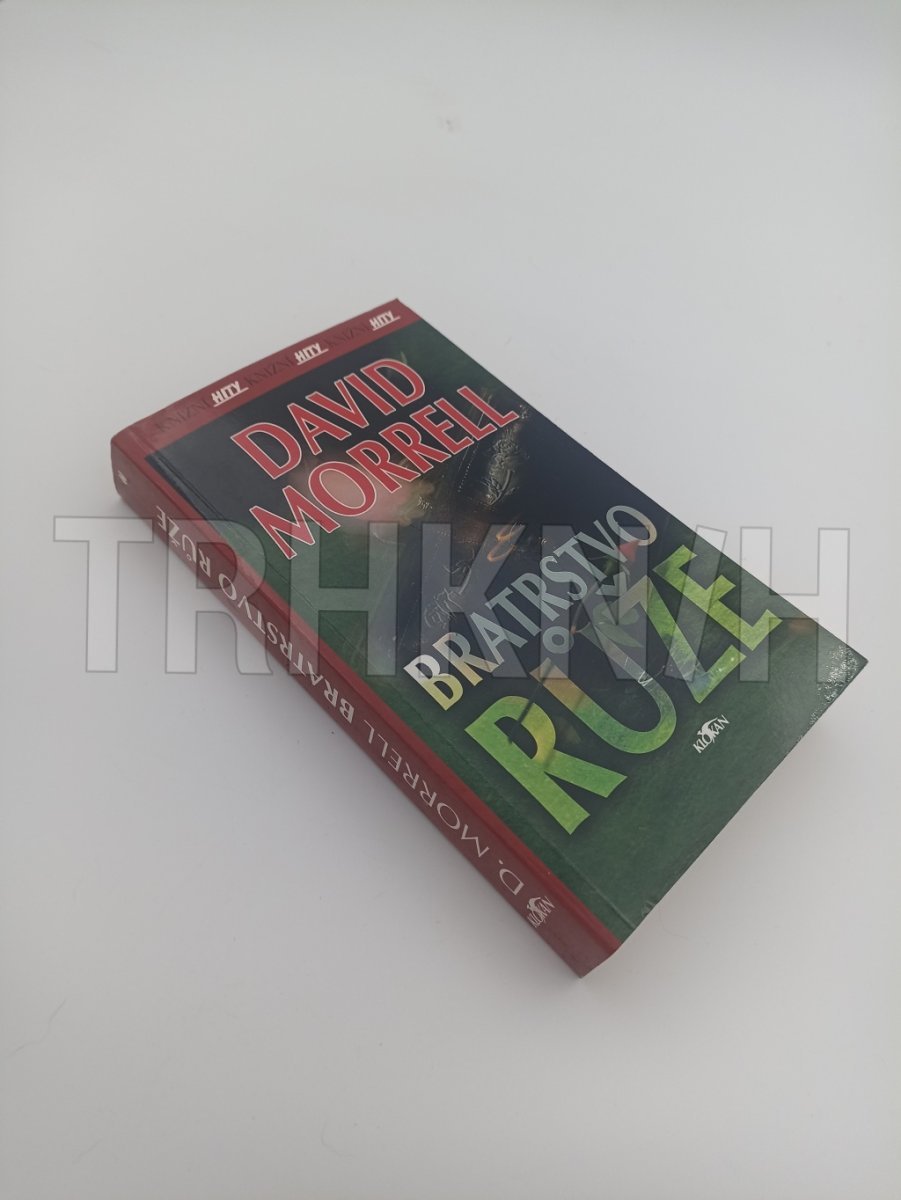 KNIŽNÍ HITY KNIŽNÍ HITY KNIŽNÍ HITY
DAVID
MORRELL
BRATRSTVO
RŮŽE
KLOKAN
D. MORRELL BRATRSTVO RŮŽE
KLOKAN
TRHKNIH